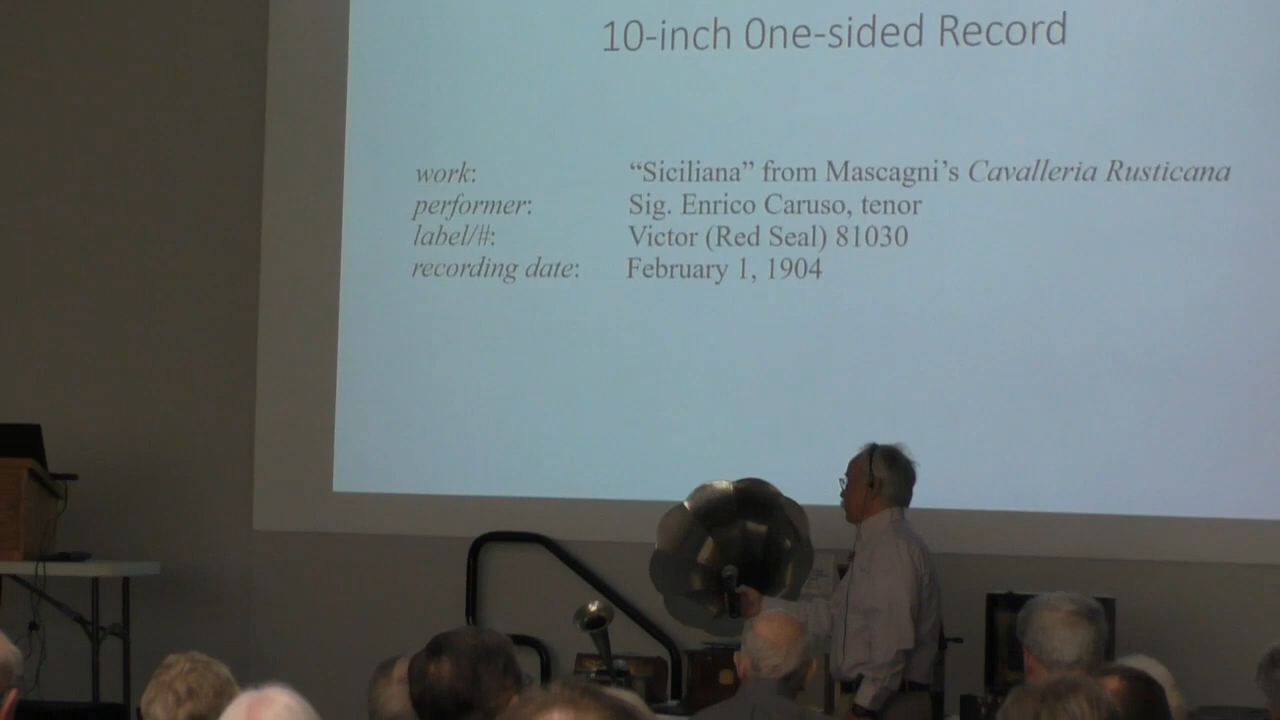 10-inch One-sided Record
work: “Siciliana” from Mascagni’s Cavalleria Rusticana
performer: Sig. Enrico Caruso, tenor
label/#: Victor (Red Seal) 81030
recording date: February 1, 1904